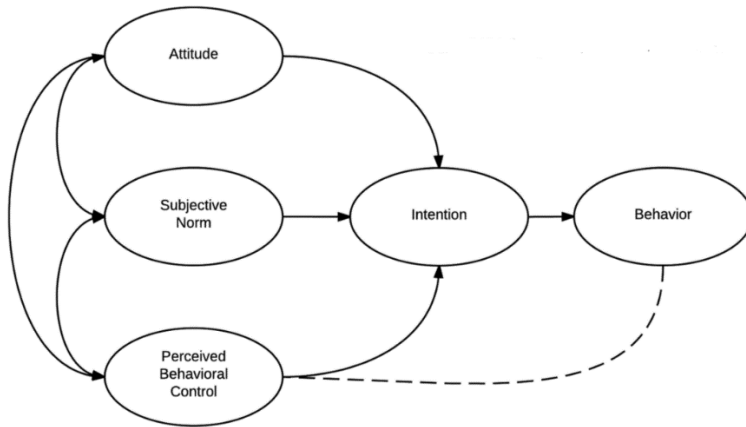 Attitude
Subjective
Norm
Intention
Behavior
Perceived
Behavioral
Control